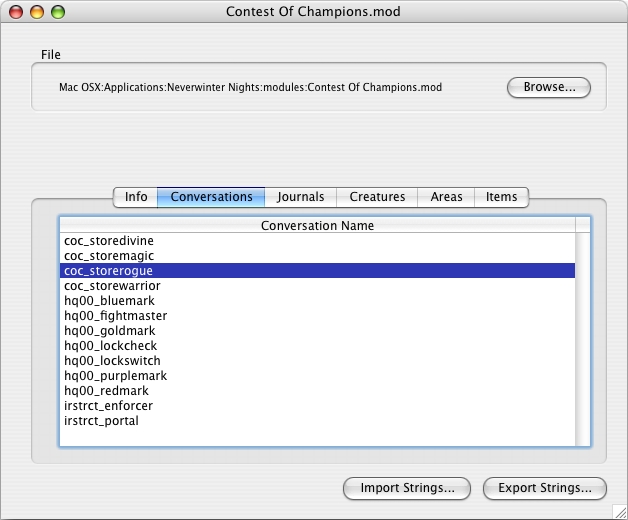 Contest Of Champions.mod
File
Mac OSX:Applications:Neverwinter Nights:modules:Contest Of Champions.mod
Browse...
Info Conversations Journals Creatures Areas Items
Conversation Name
coc_storedivine
coc_storemagic
coc_storerogue
coc_storewarrior
hq00_bluemark
hq00_fightmaster
hq00_goldmark
hq00_lockcheck
hq00_lockswitch
hq00_purplemark
hq00_redmark
irstrct_enforcer
irstrct_portal
Import Strings... Export Strings...